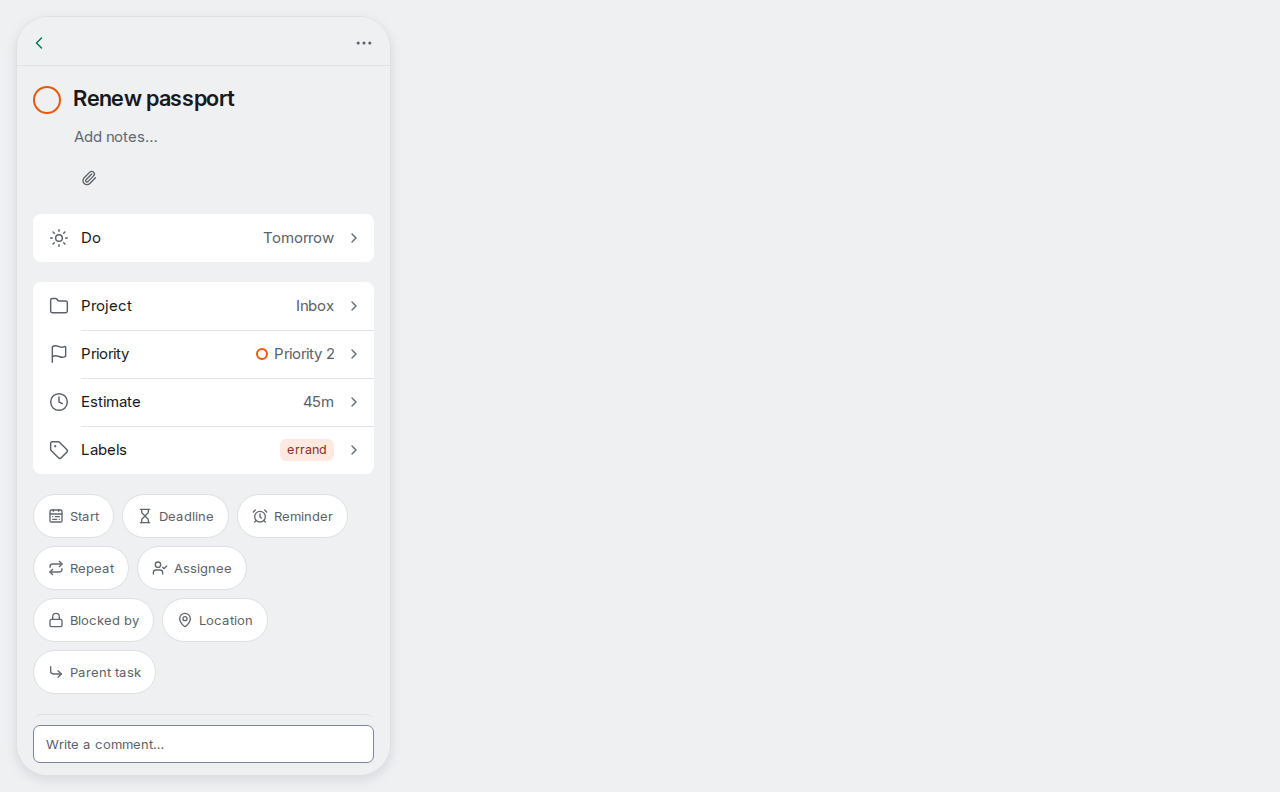 Renew passport
Add notes...
Do Tomorrow
Project Inbox
Priority Priority 2
Estimate 45m
Labels errand
Start Deadline Reminder
Repeat Assignee
Blocked by Location
Parent task
Write a comment...